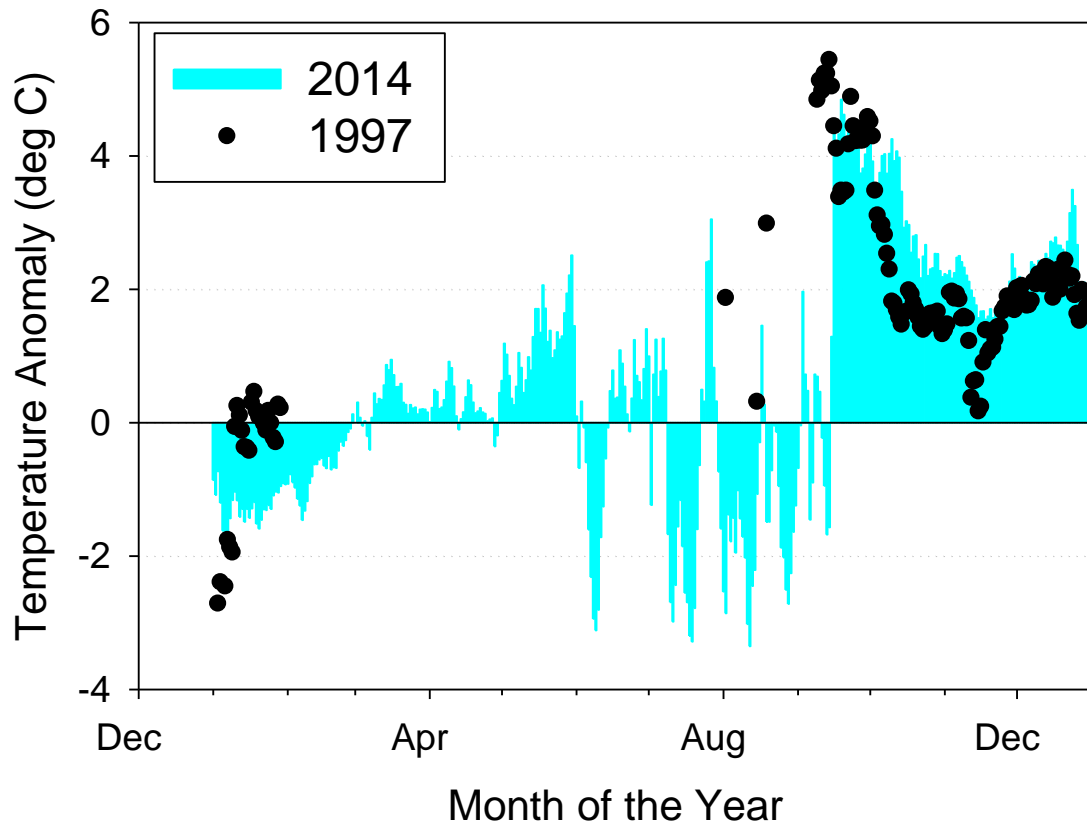 6
2014
1997
4
2
0
-2
-4
Temperature Anomaly (deg C)
Dec
Apr
Aug
Dec
Month of the Year